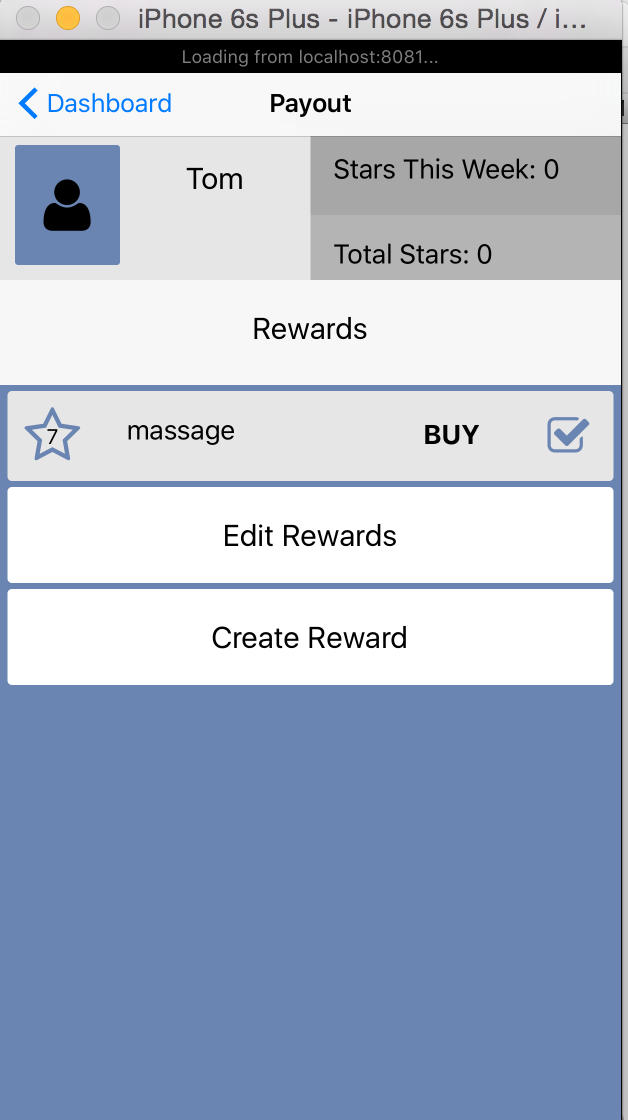 iPhone 6s Plus - iPhone 6s Plus / i...
Loading from localhost:8081...
Dashboard
Payout
Tom
Stars This Week: 0
Total Stars: 0
Rewards
7
massage
BUY
Edit Rewards
Create Reward